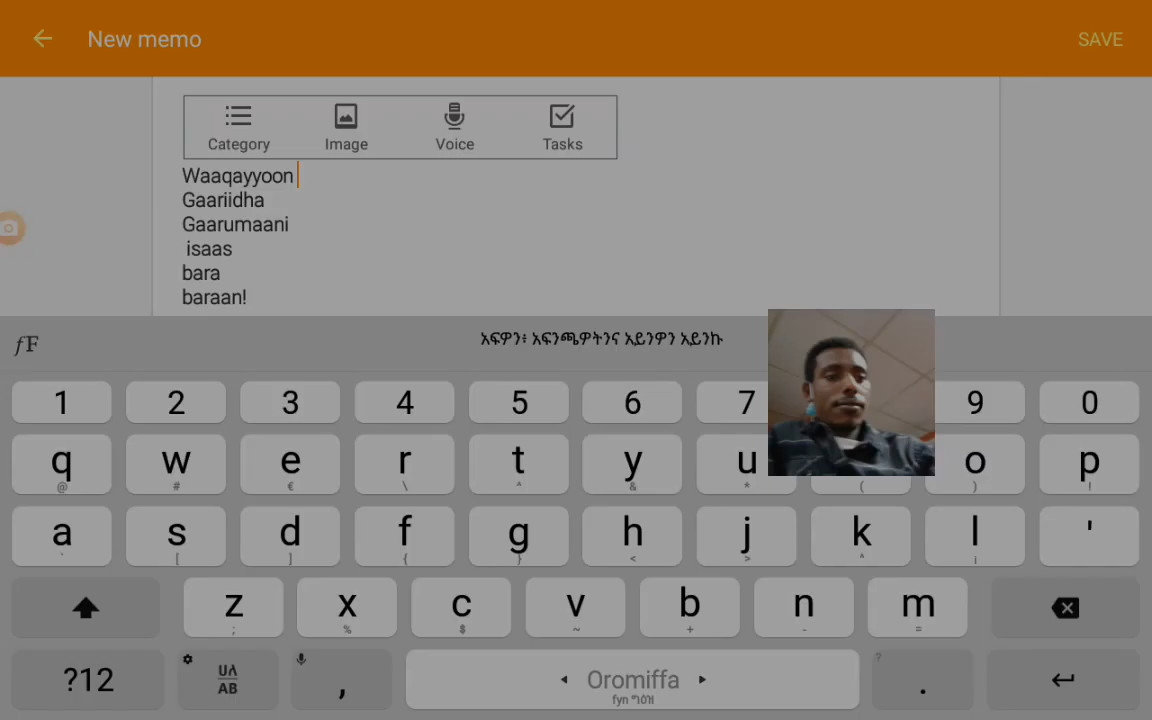 New memo
SAVE
Category Image Voice Tasks
Waaqayyoon
Gaariidha
Gaarumaani
isaas
bara
baraan!
fF
አፍዎን፥ አፍንጫዎትንና አይንዎን አይንኩ
1 2 3 4 5 6 7 9 0
q w e r t y u o p
@ # € \ ^ & * ( ) !
a s d f g h j k l '
` [ ] { } < > ^ ¡
z x c v b n m
; % $ ~ + - =
?12 ሀለ AB , Oromiffa . ?